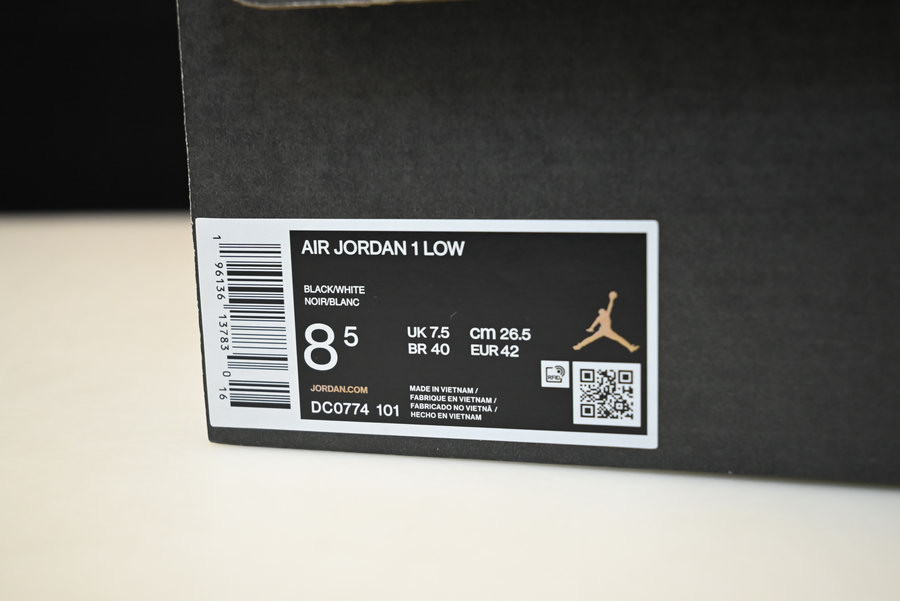 AIR JORDAN 1 LOW
BLACK/WHITE
NOIR/BLANC
8 5
UK 7.5 cm 26.5
BR 40 EUR 42
JORDAN.COM
DC0774 101
MADE IN VIETNAM /
FABRIQUE EN VIETNAM /
FABRICADO NO VIETNÃ /
HECHO EN VIETNAM
RFID
1 96136 13783 0 16